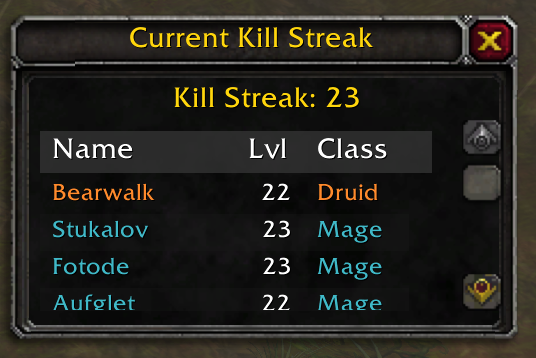 Current Kill Streak
Kill Streak: 23
Name Lvl Class
Bearwalk 22 Druid
Stukalov 23 Mage
Fotode 23 Mage
Aufglet 22 Mage